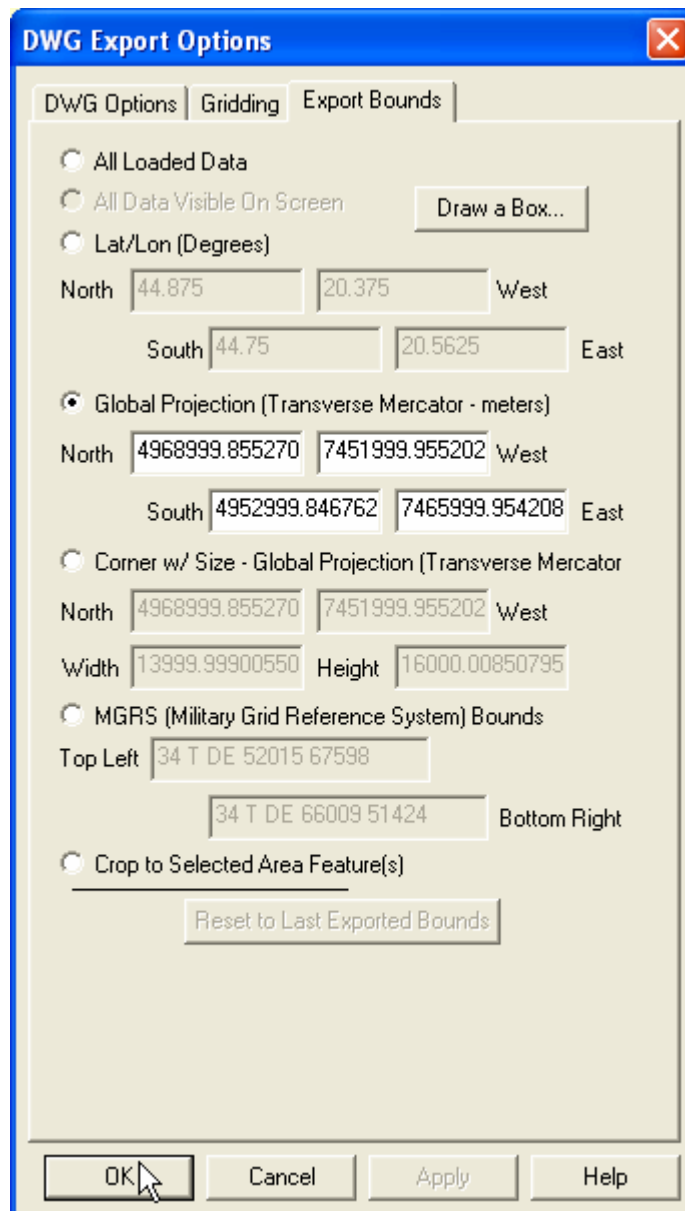 DWG Export Options
DWG Options Gridding Export Bounds
All Loaded Data
All Data Visible On Screen Draw a Box...
Lat/Lon (Degrees)
North 44.875 20.375 West
South 44.75 20.5625 East
Global Projection (Transverse Mercator - meters)
North 4968999.855270 7451999.955202 West
South 4952999.846762 7465999.954208 East
Corner w/ Size - Global Projection (Transverse Mercator
North 4968999.855270 7451999.955202 West
Width 13999.99900550 Height 16000.00850795
MGRS (Military Grid Reference System) Bounds
Top Left 34 T DE 52015 67598
34 T DE 66009 51424 Bottom Right
Crop to Selected Area Feature(s)
Reset to Last Exported Bounds
OK Cancel Apply Help